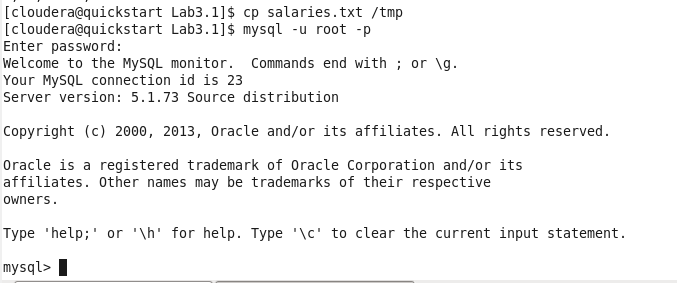 [cloudera@quickstart Lab3.1]$ cp salaries.txt /tmp
[cloudera@quickstart Lab3.1]$ mysql -u root -p
Enter password:
Welcome to the MySQL monitor.  Commands end with ; or \g.
Your MySQL connection id is 23
Server version: 5.1.73 Source distribution

Copyright (c) 2000, 2013, Oracle and/or its affiliates. All rights reserved.

Oracle is a registered trademark of Oracle Corporation and/or its
affiliates. Other names may be trademarks of their respective
owners.

Type 'help;' or '\h' for help. Type '\c' to clear the current input statement.

mysql>